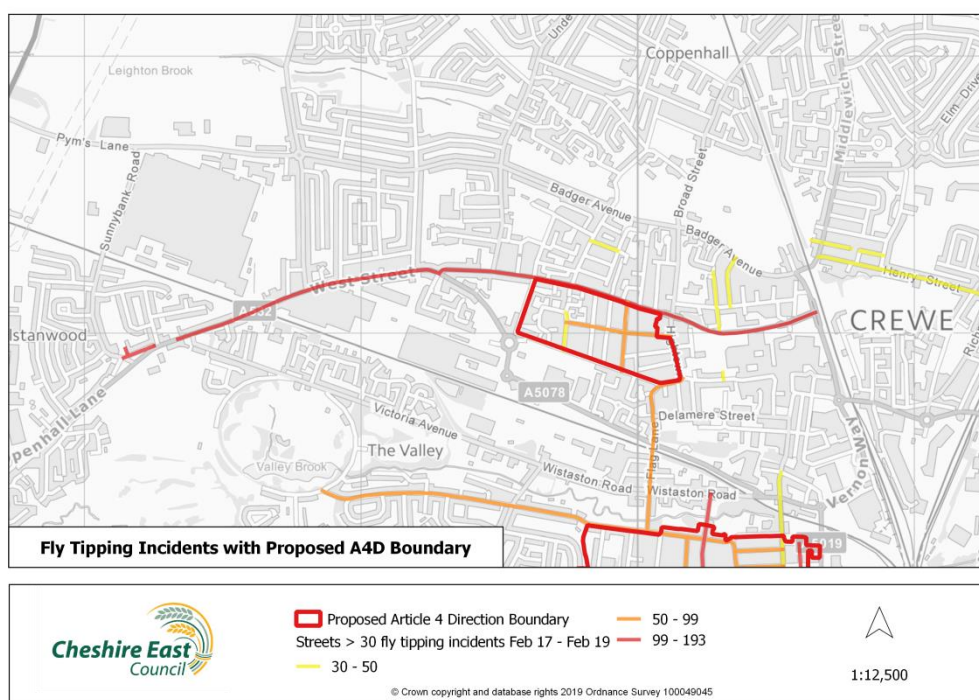 Leighton Brook
Coppenhall
Middlewich Street
Elm Drive
Pym's Lane
Sunnybank Road
Broad Street
Badger Avenue
Badger Avenue
West Street
A532
Henry Street
CREWE
A5078
Delamere Street
Victoria Avenue
The Valley
Flag Lane
Vernon Way
Valley Brook
Wistaston Road
Wistaston Road
Fly Tipping Incidents with Proposed A4D Boundary
Cheshire East
Council
Proposed Article 4 Direction Boundary
Streets > 30 fly tipping incidents Feb 17 - Feb 19
30 - 50
50 - 99
99 - 193
1:12,500
© Crown copyright and database rights 2019 Ordnance Survey 100049045